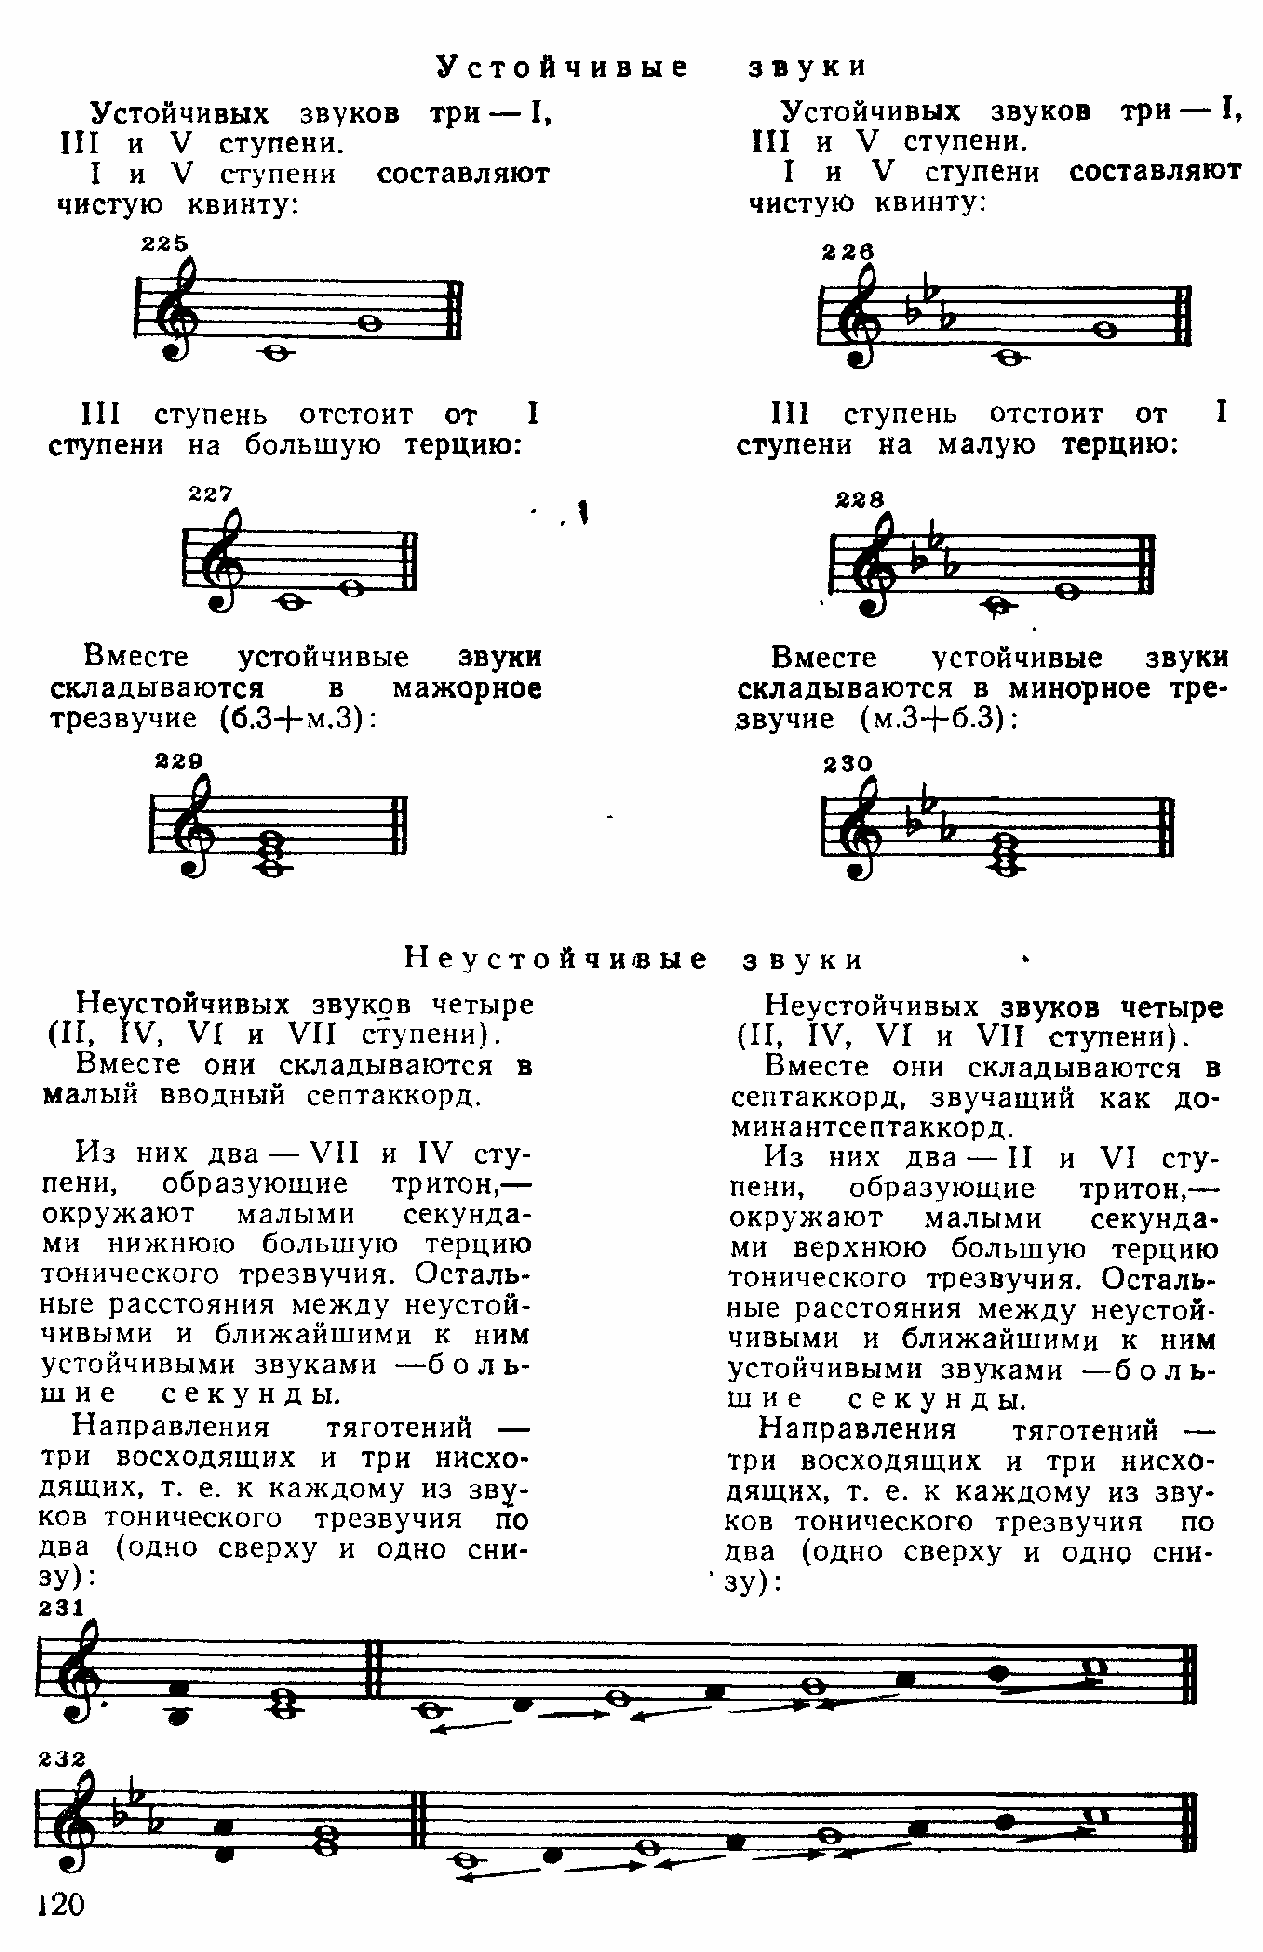 Устойчивые звуки
Устойчивых звуков три — I,
III и V ступени.
I и V ступени составляют
чистую квинту:
225
III ступень отстоит от I
ступени на большую терцию:
227
Вместе устойчивые звуки
складываются в мажорное
трезвучие (б.3+м.3):
229
Устойчивых звуков три — I,
III и V ступени.
I и V ступени составляют
чистую квинту:
226
III ступень отстоит от I
ступени на малую терцию:
228
Вместе устойчивые звуки
складываются в минорное тре-
звучие (м.3+б.3):
230
Неустойчивые звуки
Неустойчивых звуков четыре
(II, IV, VI и VII ступени).
Вместе они складываются в
малый вводный септаккорд.
Из них два — VII и IV сту-
пени, образующие тритон,—
окружают малыми секунда-
ми нижнюю большую терцию
тонического трезвучия. Осталь-
ные расстояния между неустой-
чивыми и ближайшими к ним
устойчивыми звуками —боль-
шие секунды.
Направления тяготений —
три восходящих и три нисхо-
дящих, т. е. к каждому из зву-
ков тонического трезвучия по
два (одно сверху и одно сни-
зу):
Неустойчивых звуков четыре
(II, IV, VI и VII ступени).
Вместе они складываются в
септаккорд, звучащий как до-
минантсептаккорд.
Из них два — II и VI сту-
пени, образующие тритон,—
окружают малыми секунда-
ми верхнюю большую терцию
тонического трезвучия. Осталь-
ные расстояния между неустой-
чивыми и ближайшими к ним
устойчивыми звуками —боль-
шие секунды.
Направления тяготений —
три восходящих и три нисхо-
дящих, т. е. к каждому из зву-
ков тонического трезвучия по
два (одно сверху и одно сни-
зу):
231
232
120